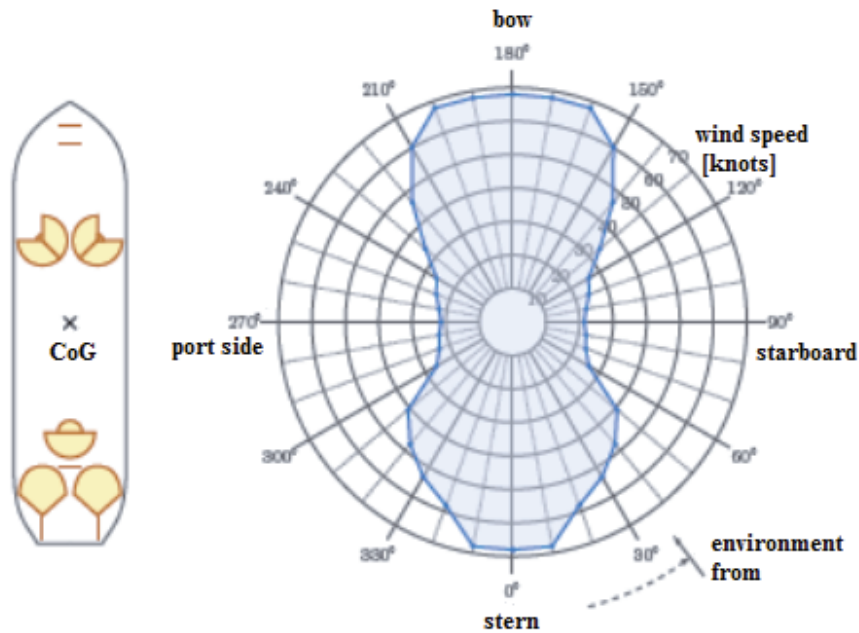 bow
180°
210°
150°
wind speed
[knots]
70
60
50
40
30
20
10
240°
120°
270°
90°
port side
starboard
CoG
300°
60°
330°
30°
environment
from
0°
stern